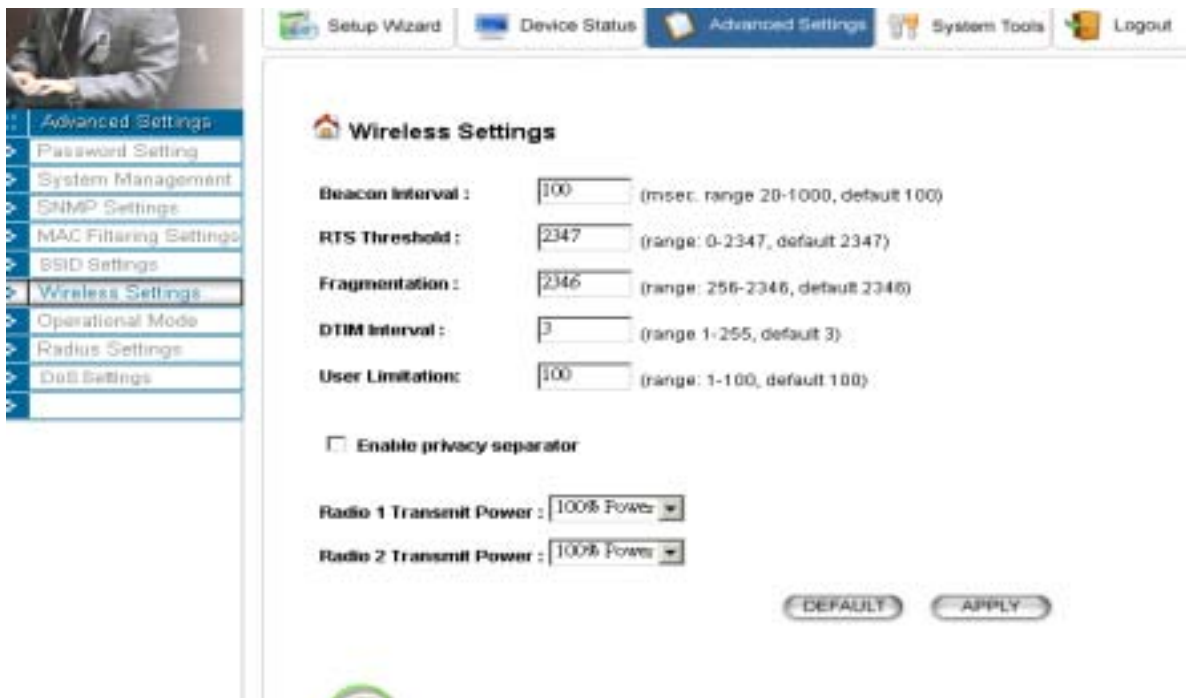 Setup Wizard Device Status Advanced Settings System Tools Logout
Advanced Settings
Password Setting
System Management
SNMP Settings
MAC Filtering Settings
SSID Settings
Wireless Settings
Operational Mode
Radius Settings
DoS Settings
Wireless Settings
Beacon Interval : 100 (msec. range 20-1000, default 100)
RTS Threshold : 2347 (range: 0-2347, default 2347)
Fragmentation : 2346 (range: 256-2346, default 2346)
DTIM Interval : 3 (range 1-255, default 3)
User Limitation: 100 (range: 1-100, default 100)
Enable privacy separator
Radio 1 Transmit Power : 100% Power
Radio 2 Transmit Power : 100% Power
DEFAULT APPLY